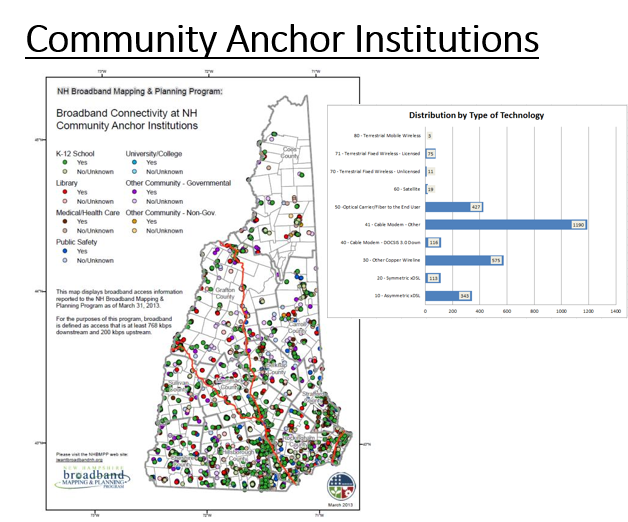 Community Anchor Institutions
NH Broadband Mapping & Planning Program:
Broadband Connectivity at NH
Community Anchor Institutions
K-12 School
Yes
No/Unknown
Library
Yes
No/Unknown
Medical/Health Care
Yes
No/Unknown
Public Safety
Yes
No/Unknown
University/College
Yes
No/Unknown
Other Community - Governmental
Yes
No/Unknown
Other Community - Non-Gov.
Yes
No/Unknown
This map displays broadband access information
reported to the NH Broadband Mapping &
Planning Program as of March 31, 2013.
For the purposes of this program, broadband
is defined as access that is at least 768 kbps
downstream and 200 kbps upstream.
Coos
County
Grafton
County
Carroll
County
Please visit the NHBMPP web site:
NEW HAMPSHIRE
broadband
MAPPING & PLANNING
PROGRAM
March 2013
Distribution by Type of Technology
80 - Terrestrial Mobile Wireless 3
71 - Terrestrial Fixed Wireless - Licensed 75
70 - Terrestrial Fixed Wireless - Unlicensed 11
60 - Satellite 19
50 -Optical Carrier/Fiber to the End User 427
41 - Cable Modem - Other 1190
40 - Cable Modem - DOCSIS 3.0 Down 116
30 - Other Copper Wireline 575
20 - Symmetric xDSL 113
10 - Asymmetric xDSL 343
0 200 400 600 800 1000 1200 1400